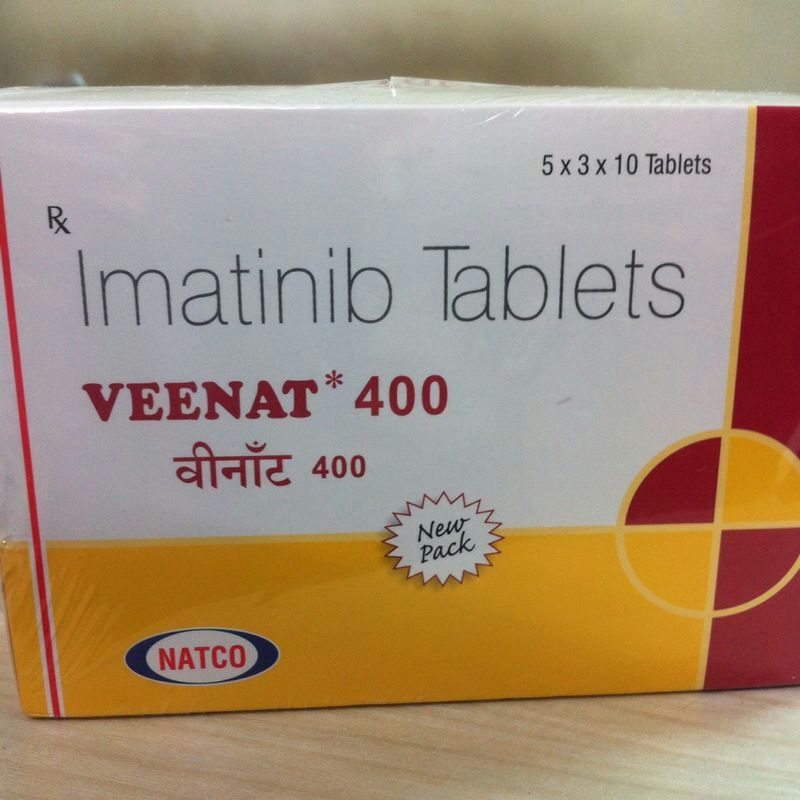 5 x 3 x 10 Tablets
Rx
Imatinib Tablets
VEENAT* 400
वीनाँट 400
New
Pack
NATCO